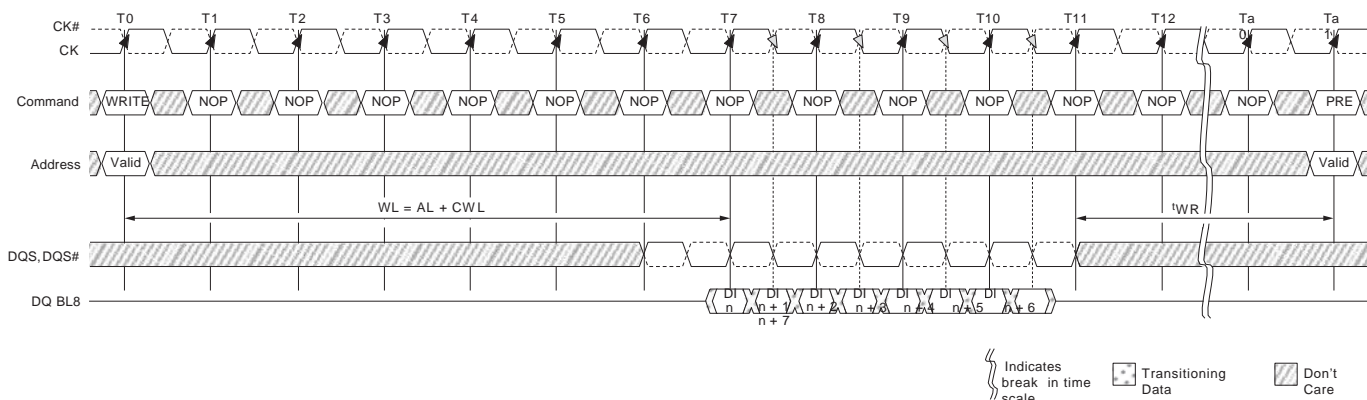 T0 T1 T2 T3 T4 T5 T6 T7 T8 T9 T10 T11 T12 Ta Ta
CK#
0 1
CK
Command WRITE NOP NOP NOP NOP NOP NOP NOP NOP NOP NOP NOP NOP NOP PRE
Address Valid Valid
WL = AL + CWL tWR
DQS, DQS#
DQ BL8 DI DI DI DI DI DI DI
n n + 1 n + 2 n + 3 n + 4 n + 5 n + 6
n + 7
Indicates
break in time
scale
Transitioning
Data
Don't
Care